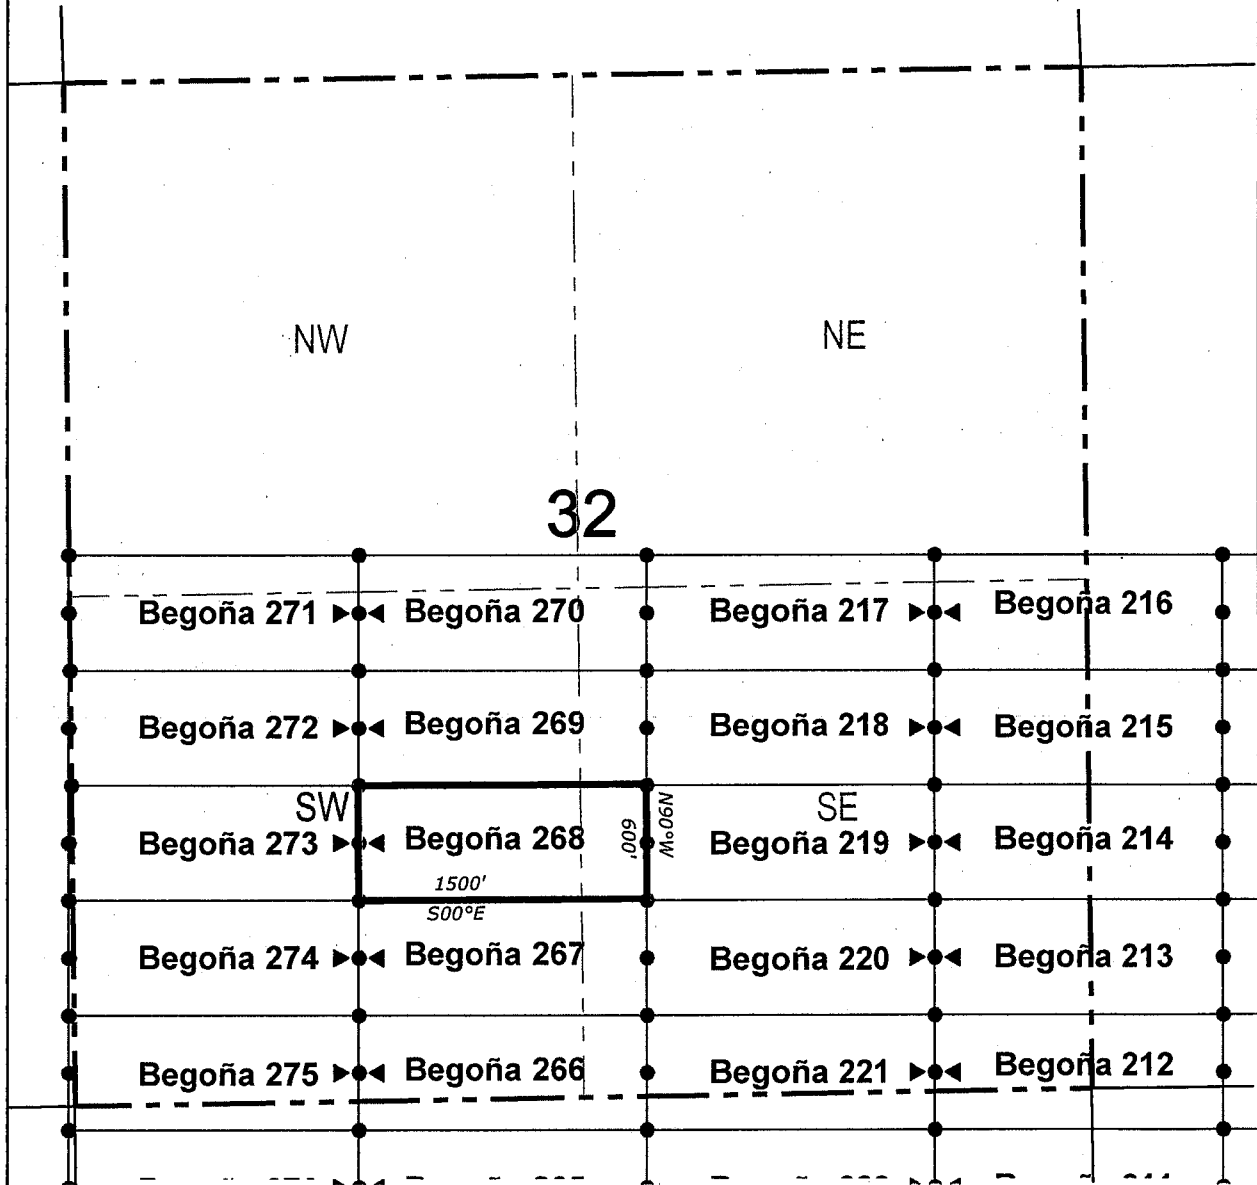 NW NE
32
Begoña 271 Begoña 270 Begoña 217 Begoña 216
Begoña 272 Begoña 269 Begoña 218 Begoña 215
SW SE
Begoña 273 Begoña 268 600' N90°W Begoña 219 Begoña 214
1500'
S00°E
Begoña 274 Begoña 267 Begoña 220 Begoña 213
Begoña 275 Begoña 266 Begoña 221 Begoña 212